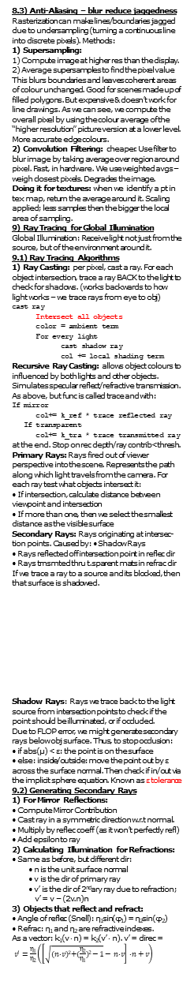 8.3) Anti-Aliasing – blur reduce jaggedness
Rasterization can make lines/boundaries jagged
due to undersampling (turning a continuous line
into discrete pixels). Methods:
1) Supersampling:
1) Compute image at higher res than the display.
2) Average supersamples to find the pixel value
This blurs boundaries and leaves coherent areas
of colour unchanged. Good for scenes made up of
filled polygons. But expensive & doesn't work for
line drawings. As we can see, we compute the
overall pixel by using the colour average of the
"higher resolution" picture version at a lower level.
More accurate edge colours.
2) Convolution Filtering: cheaper. Use filter to
blur image by taking average over region around
pixel. Fast, in hardware. We use weighted avgs –
weigh closest pixels. Degrades the image.
Doing it for textures: when we identify a pt in
tex map, return the average around it. Scaling
applied; less samples then the bigger the local
area of sampling.
9) Ray Tracing for Global Illumination
Global Illumination: Receive light not just from the
source, but of the environment around it.
9.1) Ray Tracing Algorithms
1) Ray Casting: per pixel, cast a ray. For each
object intersection, trace a ray BACK to the light to
check for shadows. (works backwards to how
light works – we trace rays from eye to obj)
cast ray
Intersect all objects
color = ambient term
For every light
cast shadow ray
col += local shading term
Recursive Ray Casting: allows object colours to
influenced by both lights and other objects.
Simulates specular reflect/refractive transmission.
As above, but func is called trace and with:
If mirror
col+= k_ref * trace reflected ray
If transparent
col+= k_tra * trace transmitted ray
at the end. Stop on rec depth/ray contrib<thresh.
Primary Rays: Rays fired out of viewer
perspective into the scene. Represents the path
along which light travels from the camera. For
each ray test what objects intersect it:
• If intersection, calculate distance between
viewpoint and intersection
• If more than one, then we select the smallest
distance as the visible surface
Secondary Rays: Rays originating at intersec-
tion points. Caused by: • Shadow Rays
• Rays reflected off intersection point in reflec dir
• Rays trnsmted thru t.sparent mats in refrac dir
If we trace a ray to a source and its blocked, then
that surface is shadowed.
Shadow Rays: Rays we trace back to the light
source from intersection points to check if the
point should be illuminated, or if occluded.
Due to FLOP error, we might generate secondary
rays below obj surface. Thus, to stop occlusion:
• if abs(μ) < ε: the point is on the surface
• else: inside/outside: move the point out by ε
across the surface normal. Then check if in/out via
the implicit sphere equation. Known as ε tolerance
9.2) Generating Secondary Rays
1) For Mirror Reflections:
• Compute Mirror Contribution
• Cast ray in a symmetric direction w.r.t normal.
• Multiply by reflec coeff (as it won't perfectly refl)
• Add epsilon to ray
2) Calculating Illumination for Refractions:
• Same as before, but different dir:
• n is the unit surface normal
• v is the dir of primary ray
• v' is the dir of 2ndary ray due to refraction;
v' = v – (2v.n)n
3) Objects that reflect and refract:
• Angle of reflec (Snell): η₁sin(φ₁) = η₂sin(φ₂)
• Refrac: η₁ and η₂ are refractive indexes.
As a vector: k₁(v · n) = k₂(v' · n). v' = direc =
v' = η₁/η₂ ([√((n·v)²+(η₂/η₁)²−1) − n·v] · n + v)